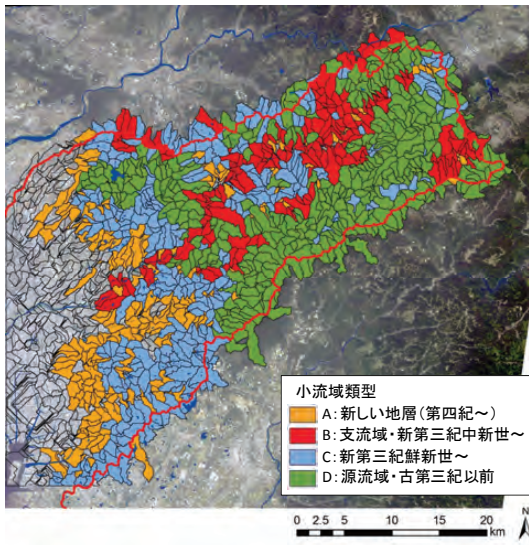 小流域類型
A:新しい地層(第四紀~)
B:支流域・新第三紀中新世~
C:新第三紀鮮新世~
D:源流域・古第三紀以前
0 2.5 5 10 15 20
km
N